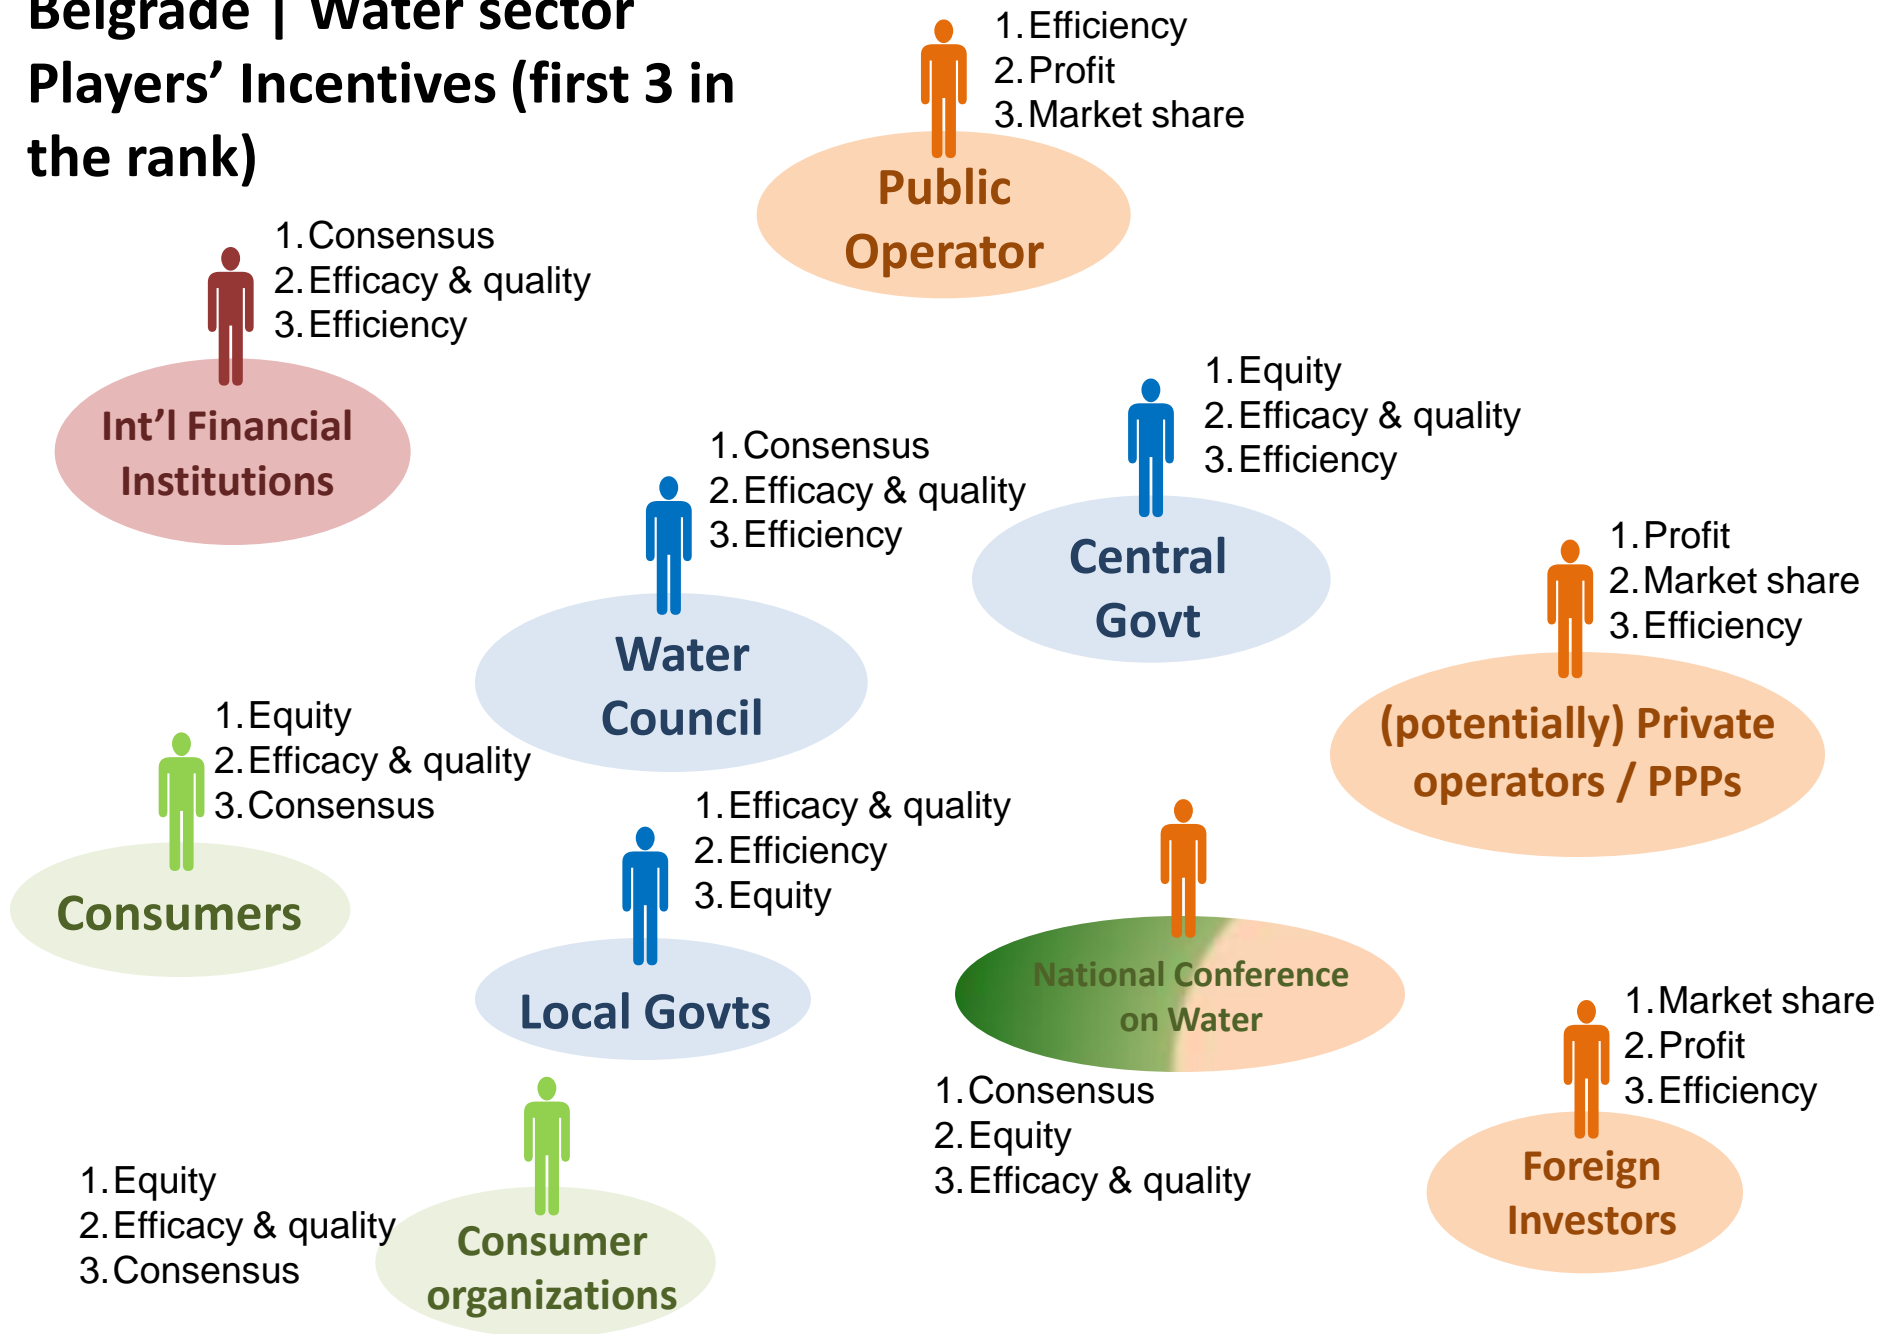 Belgrade | Water sector
Players’ Incentives (first 3 in
the rank)
1.Efficiency
2.Profit
3.Market share
Public
Operator
1.Consensus
2.Efficacy & quality
3.Efficiency
Int’l Financial
Institutions
1.Equity
2.Efficacy & quality
3.Efficiency
Central
Govt
1.Consensus
2.Efficacy & quality
3.Efficiency
Water
Council
1.Profit
2.Market share
3.Efficiency
(potentially) Private
operators / PPPs
1.Equity
2.Efficacy & quality
3.Consensus
Consumers
1.Efficacy & quality
2.Efficiency
3.Equity
Local Govts
National Conference
on Water
1.Consensus
2.Equity
3.Efficacy & quality
1.Market share
2.Profit
3.Efficiency
Foreign
Investors
1.Equity
2.Efficacy & quality
3.Consensus
Consumer
organizations